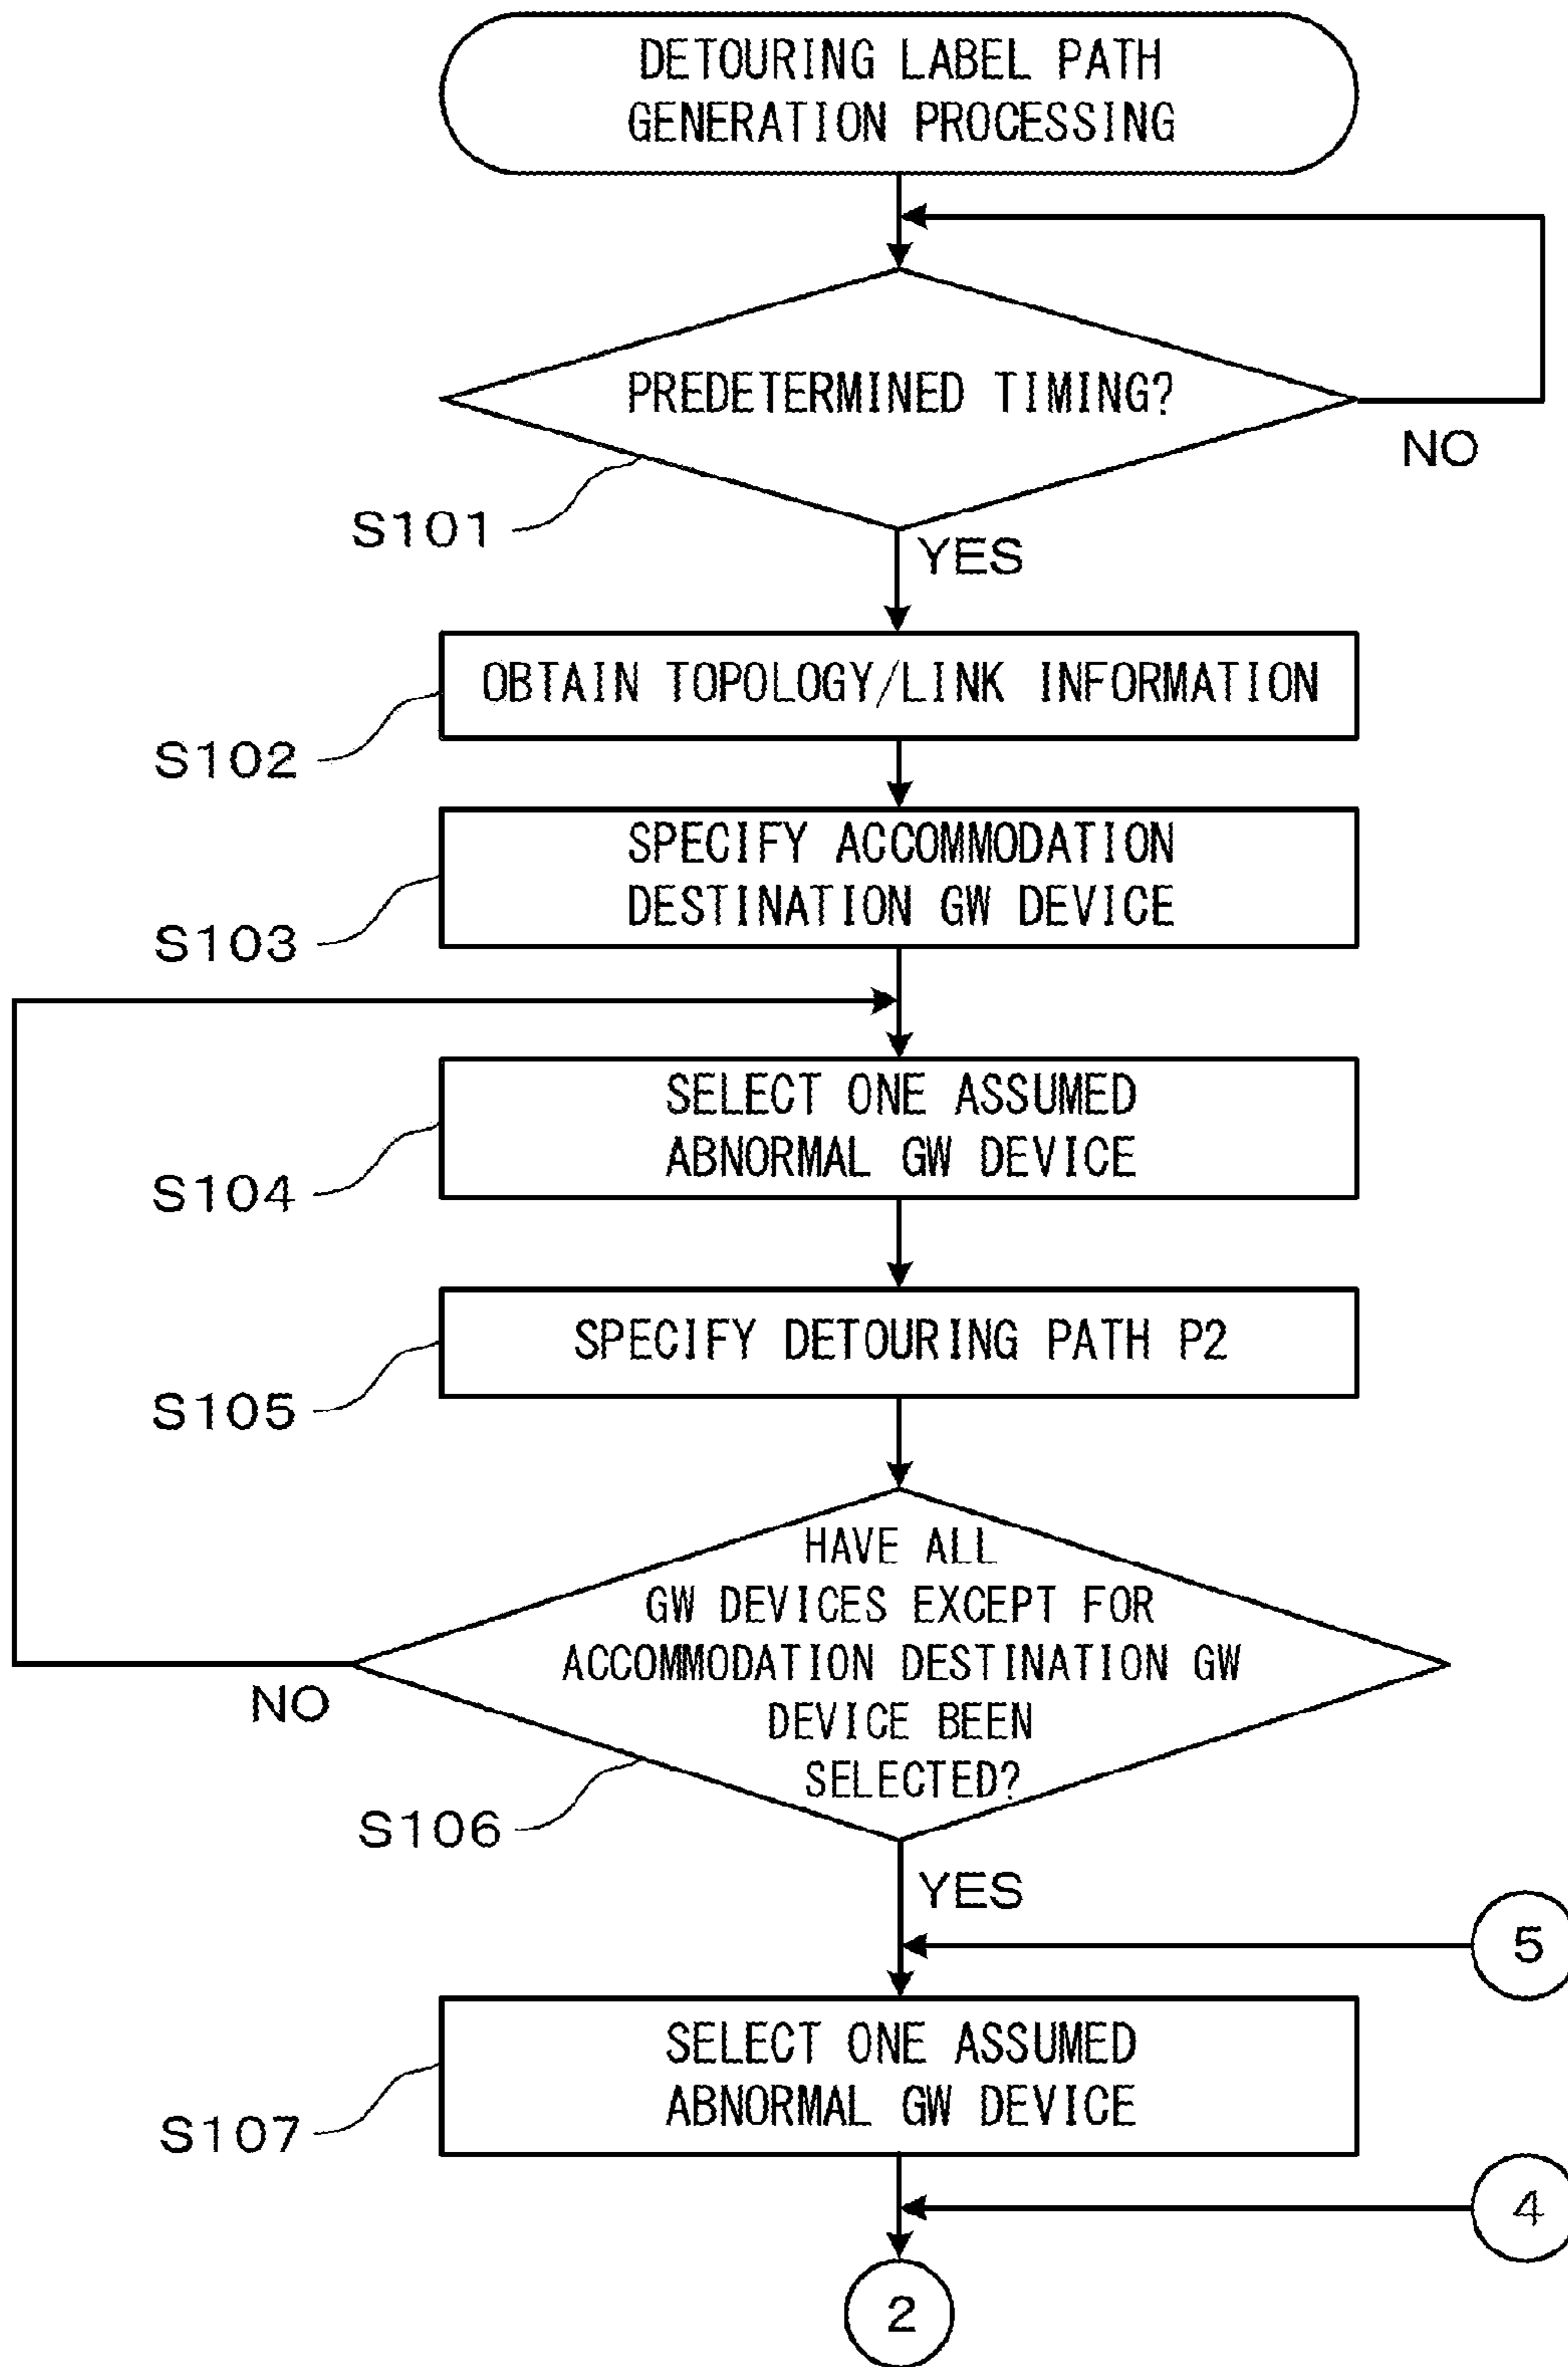 DETOURING LABEL PATH
GENERATION PROCESSING
PREDETERMINED TIMING?
NO
S101
YES
OBTAIN TOPOLOGY/LINK INFORMATION
S102
SPECIFY ACCOMMODATION
DESTINATION GW DEVICE
S103
SELECT ONE ASSUMED
ABNORMAL GW DEVICE
S104
SPECIFY DETOURING PATH P2
S105
HAVE ALL
GW DEVICES EXCEPT FOR
ACCOMMODATION DESTINATION GW
DEVICE BEEN
SELECTED?
NO
S106
YES
5
SELECT ONE ASSUMED
ABNORMAL GW DEVICE
S107
4
2